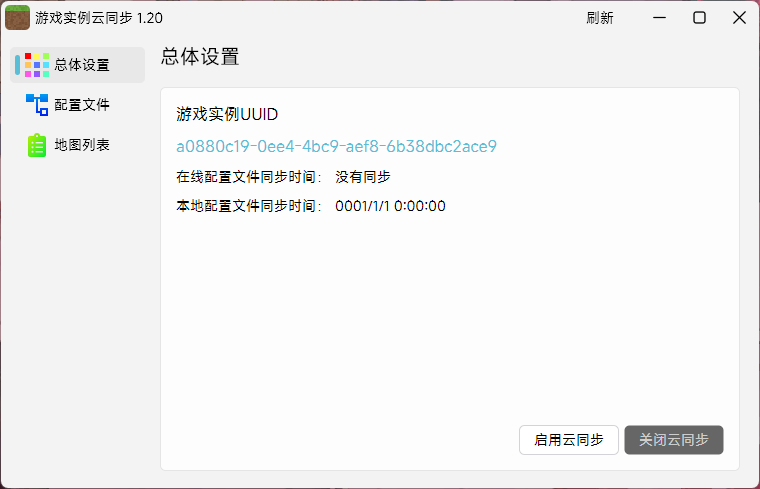 游戏实例云同步 1.20
刷新
总体设置
配置文件
地图列表
总体设置
游戏实例UUID
a0880c19-0ee4-4bc9-aef8-6b38dbc2ace9
在线配置文件同步时间： 没有同步
本地配置文件同步时间： 0001/1/1 0:00:00
启用云同步 关闭云同步